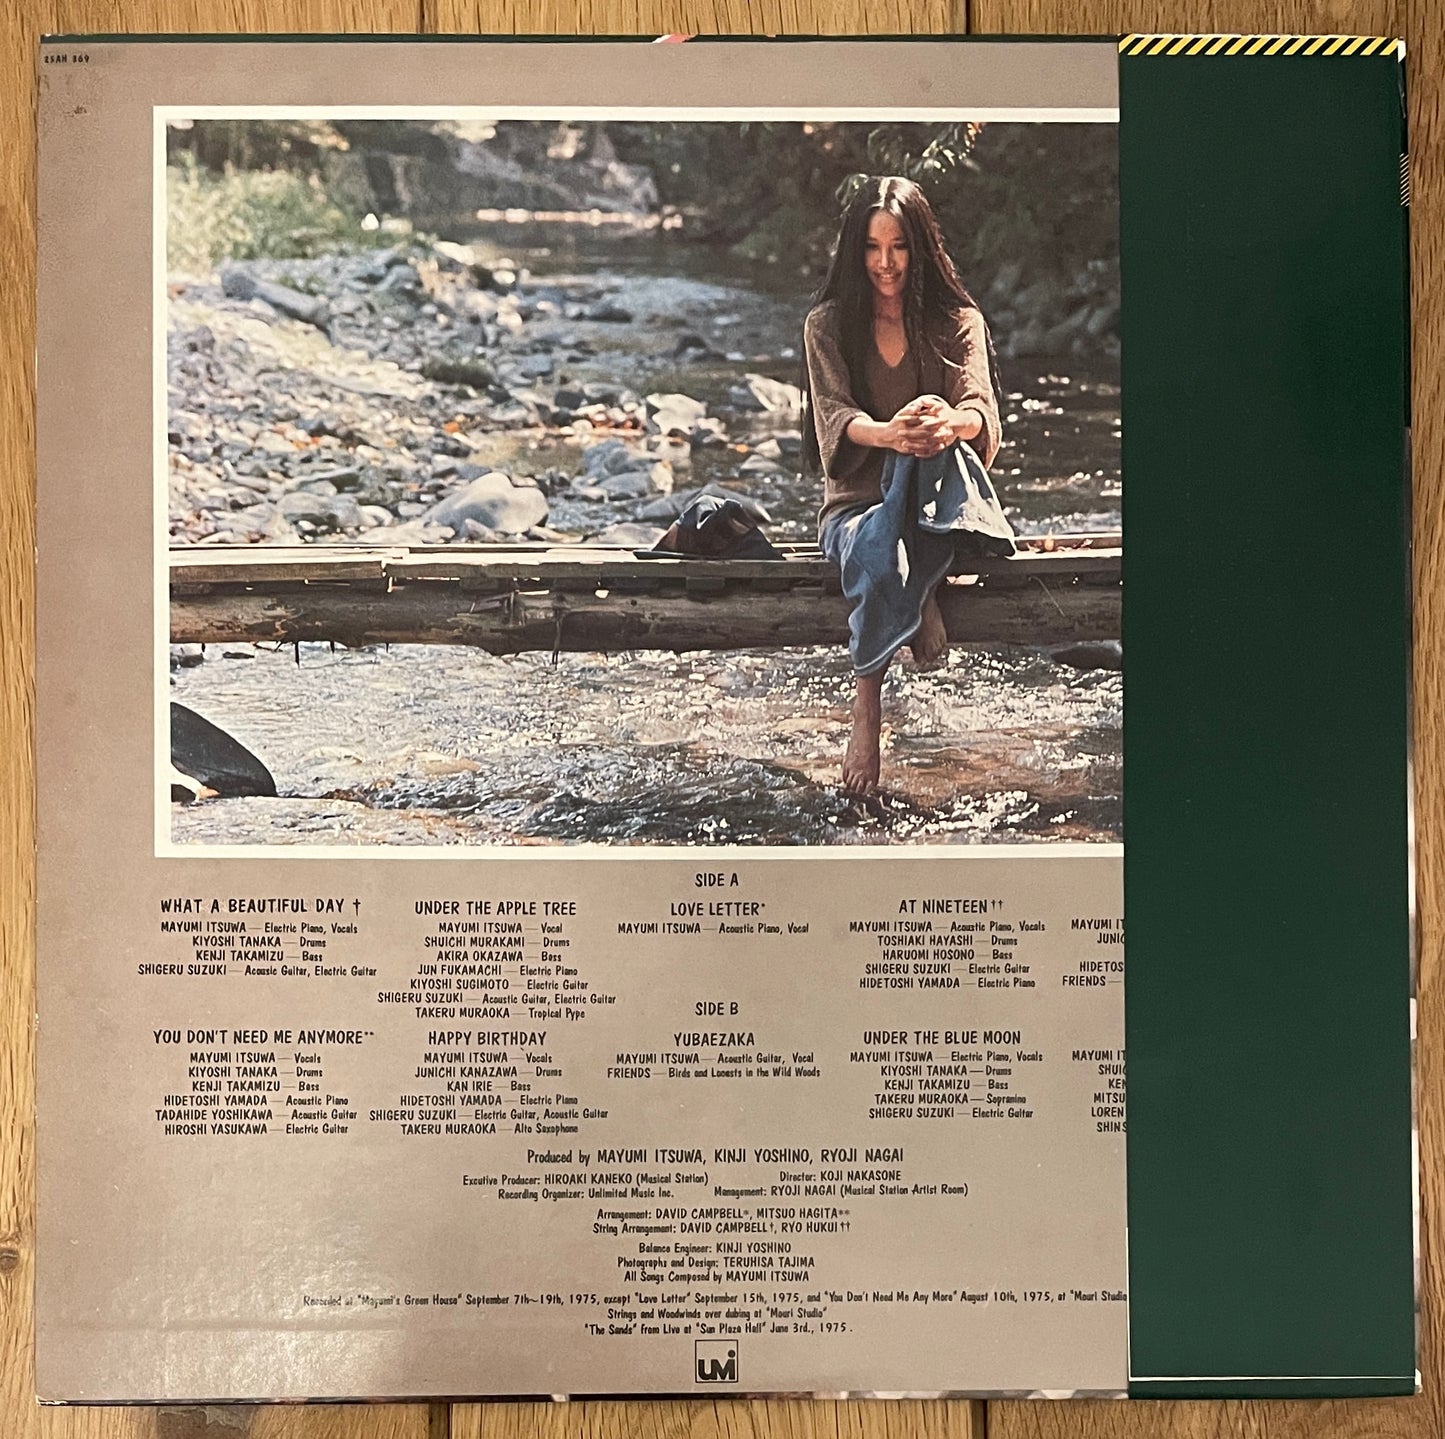 25AH 369
SIDE A
WHAT A BEAUTIFUL DAY †
MAYUMI ITSUWA — Electric Piano, Vocals
KIYOSHI TANAKA — Drums
KENJI TAKAMIZU — Bass
SHIGERU SUZUKI — Acousic Guitar, Electric Guitar
UNDER THE APPLE TREE
MAYUMI ITSUWA — Vocal
SHUICHI MURAKAMI — Drums
AKIRA OKAZAWA — Bass
JUN FUKAMACHI — Electric Piano
KIYOSHI SUGIMOTO — Electric Guitar
SHIGERU SUZUKI — Acoustic Guitar, Electric Guitar
TAKERU MURAOKA — Tropical Pype
LOVE LETTER*
MAYUMI ITSUWA — Acoustic Piano, Vocal
AT NINETEEN ††
MAYUMI ITSUWA — Acoustic Piano, Vocals
TOSHIAKI HAYASHI — Drums
HARUOMI HOSONO — Bass
SHIGERU SUZUKI — Electric Guitar
HIDETOSHI YAMADA — Electric Piano
MAYUMI IT
JUNIC
HIDETOS
FRIENDS —
SIDE B
YOU DON'T NEED ME ANYMORE**
MAYUMI ITSUWA — Vocals
KIYOSHI TANAKA — Drums
KENJI TAKAMIZU — Bass
HIDETOSHI YAMADA — Acoustic Piano
TADAHIDE YOSHIKAWA — Acoustic Guitar
HIROSHI YASUKAWA — Electric Guitar
HAPPY BIRTHDAY
MAYUMI ITSUWA — Vocals
JUNICHI KANAZAWA — Drums
KAN IRIE — Bass
HIDETOSHI YAMADA — Electric Piano
SHIGERU SUZUKI — Electric Guitar, Acoustic Guitar
TAKERU MURAOKA — Alto Saxophone
YUBAEZAKA
MAYUMI ITSUWA — Acoustic Guitar, Vocal
FRIENDS — Birds and Locusts in the Wild Woods
UNDER THE BLUE MOON
MAYUMI ITSUWA — Electric Piano, Vocals
KIYOSHI TANAKA — Drums
KENJI TAKAMIZU — Bass
TAKERU MURAOKA — Sopranino
SHIGERU SUZUKI — Electric Guitar
MAYUMI IT
SHUIC
KEN
MITSU
LOREN
SHINS
Produced by MAYUMI ITSUWA, KINJI YOSHINO, RYOJI NAGAI
Excutive Producer: HIROAKI KANEKO (Musical Station) Director: KOJI NAKASONE
Recording Organizer: Unlimited Music Inc. Management: RYOJI NAGAI (Musical Station Artist Room)
Arrangement: DAVID CAMPBELL*, MITSUO HAGITA**
String Arrangement: DAVID CAMPBELL†, RYO HUKUI††
Balance Engineer: KINJI YOSHINO
Photographs and Design: TERUHISA TAJIMA
All Songs Composed by MAYUMI ITSUWA
Recorded at "Mayumi's Green House" September 7th~19th, 1975, except "Love Letter" September 15th, 1975, and "You Don't Need Me Any More" August 10th, 1975, at "Mouri Studio
Strings and Woodwinds over dubing at "Mouri Studio"
"The Sands" from Live at "Sun Plaza Hall" June 3rd., 1975.
UMI